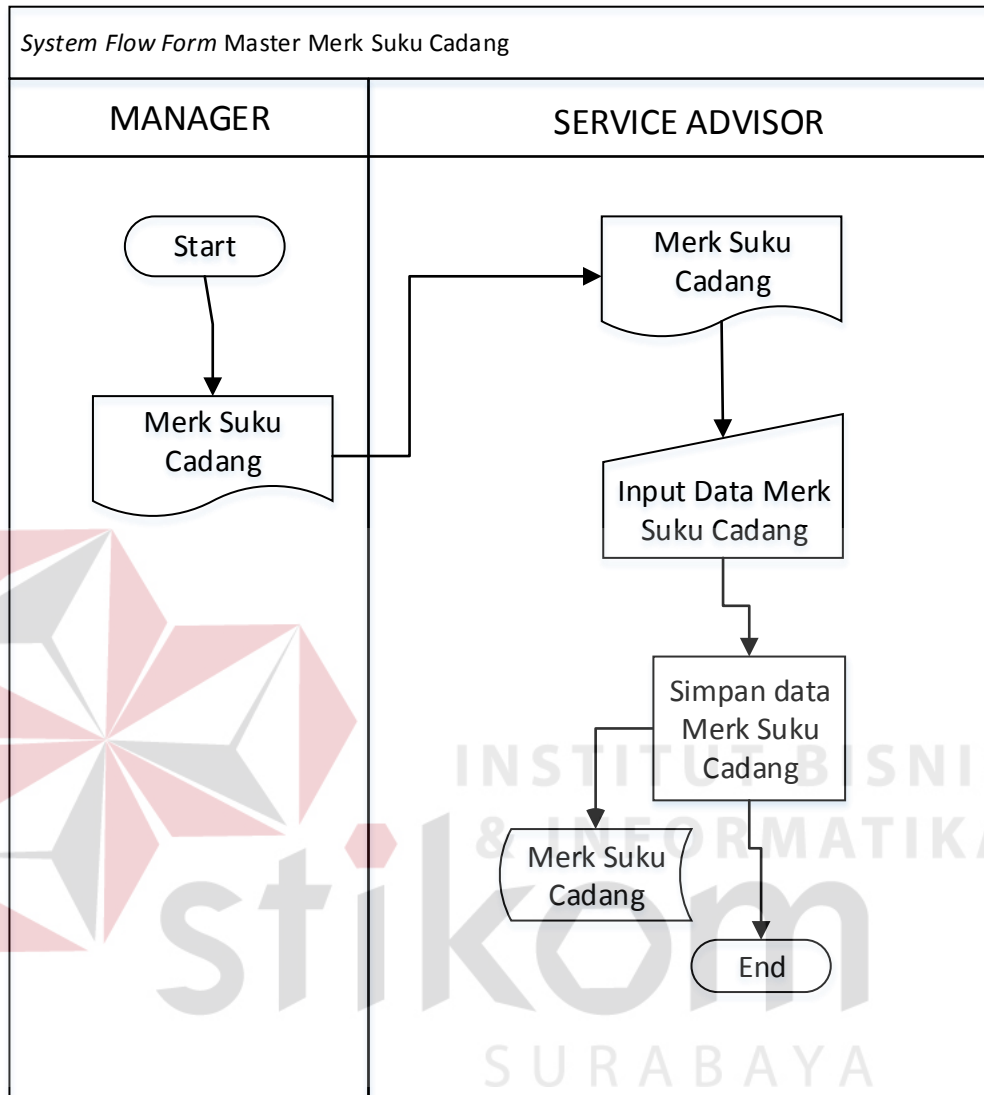 System Flow Form Master Merk Suku Cadang
MANAGER
SERVICE ADVISOR
Start
Merk Suku
Cadang
Merk Suku
Cadang
Input Data Merk
Suku Cadang
Simpan data
Merk Suku
Cadang
Merk Suku
Cadang
End
INSTITUT BISNI
& INFORMATIKA
stikom
SURABAYA